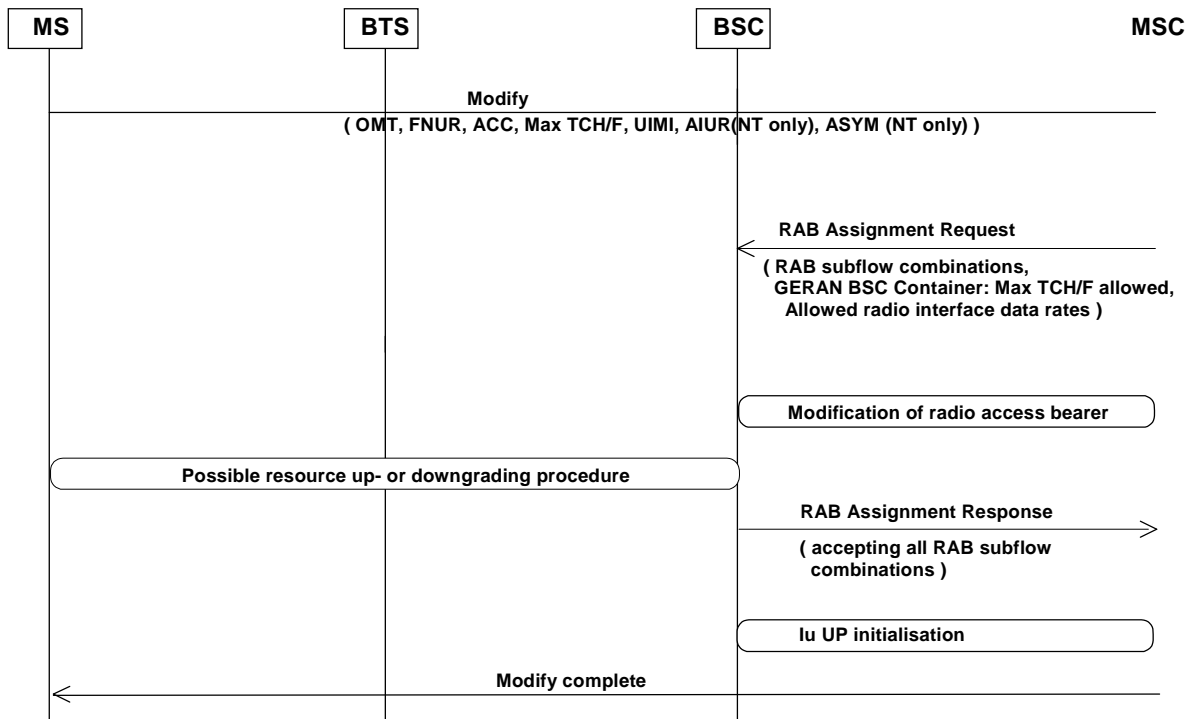 MS BTS BSC MSC
Modify
( OMT, FNUR, ACC, Max TCH/F, UIMI, AIUR(NT only), ASYM (NT only) )
RAB Assignment Request
( RAB subflow combinations,
GERAN BSC Container: Max TCH/F allowed,
Allowed radio interface data rates )
Modification of radio access bearer
Possible resource up- or downgrading procedure
RAB Assignment Response
( accepting all RAB subflow
combinations )
Iu UP initialisation
Modify complete